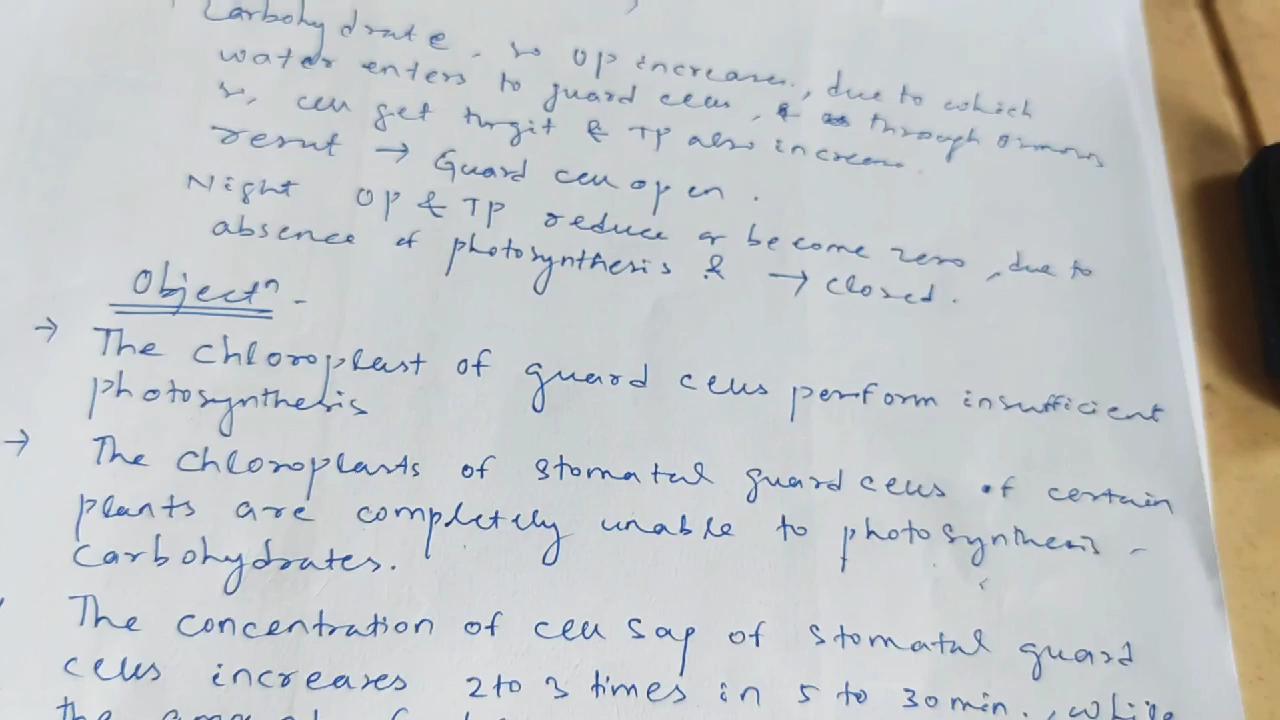 Carbohydrate, so OP increases, due to which
water enters to guard cells, & through osmosis
so, cell get turgit & TP also increases
result → Guard cell open.
Night OP & TP reduce or become zero, due to
absence of photosynthesis & → closed.
Objectⁿ -
→ The chloroplast of guard cells perform insufficient
photosynthesis
→ The chloroplasts of stomatal guard cells of certain
plants are completely unable to photosynthesis -
carbohydrates.
The concentration of cell sap of stomatal guard
cells increases 2 to 3 times in 5 to 30 min., while
the